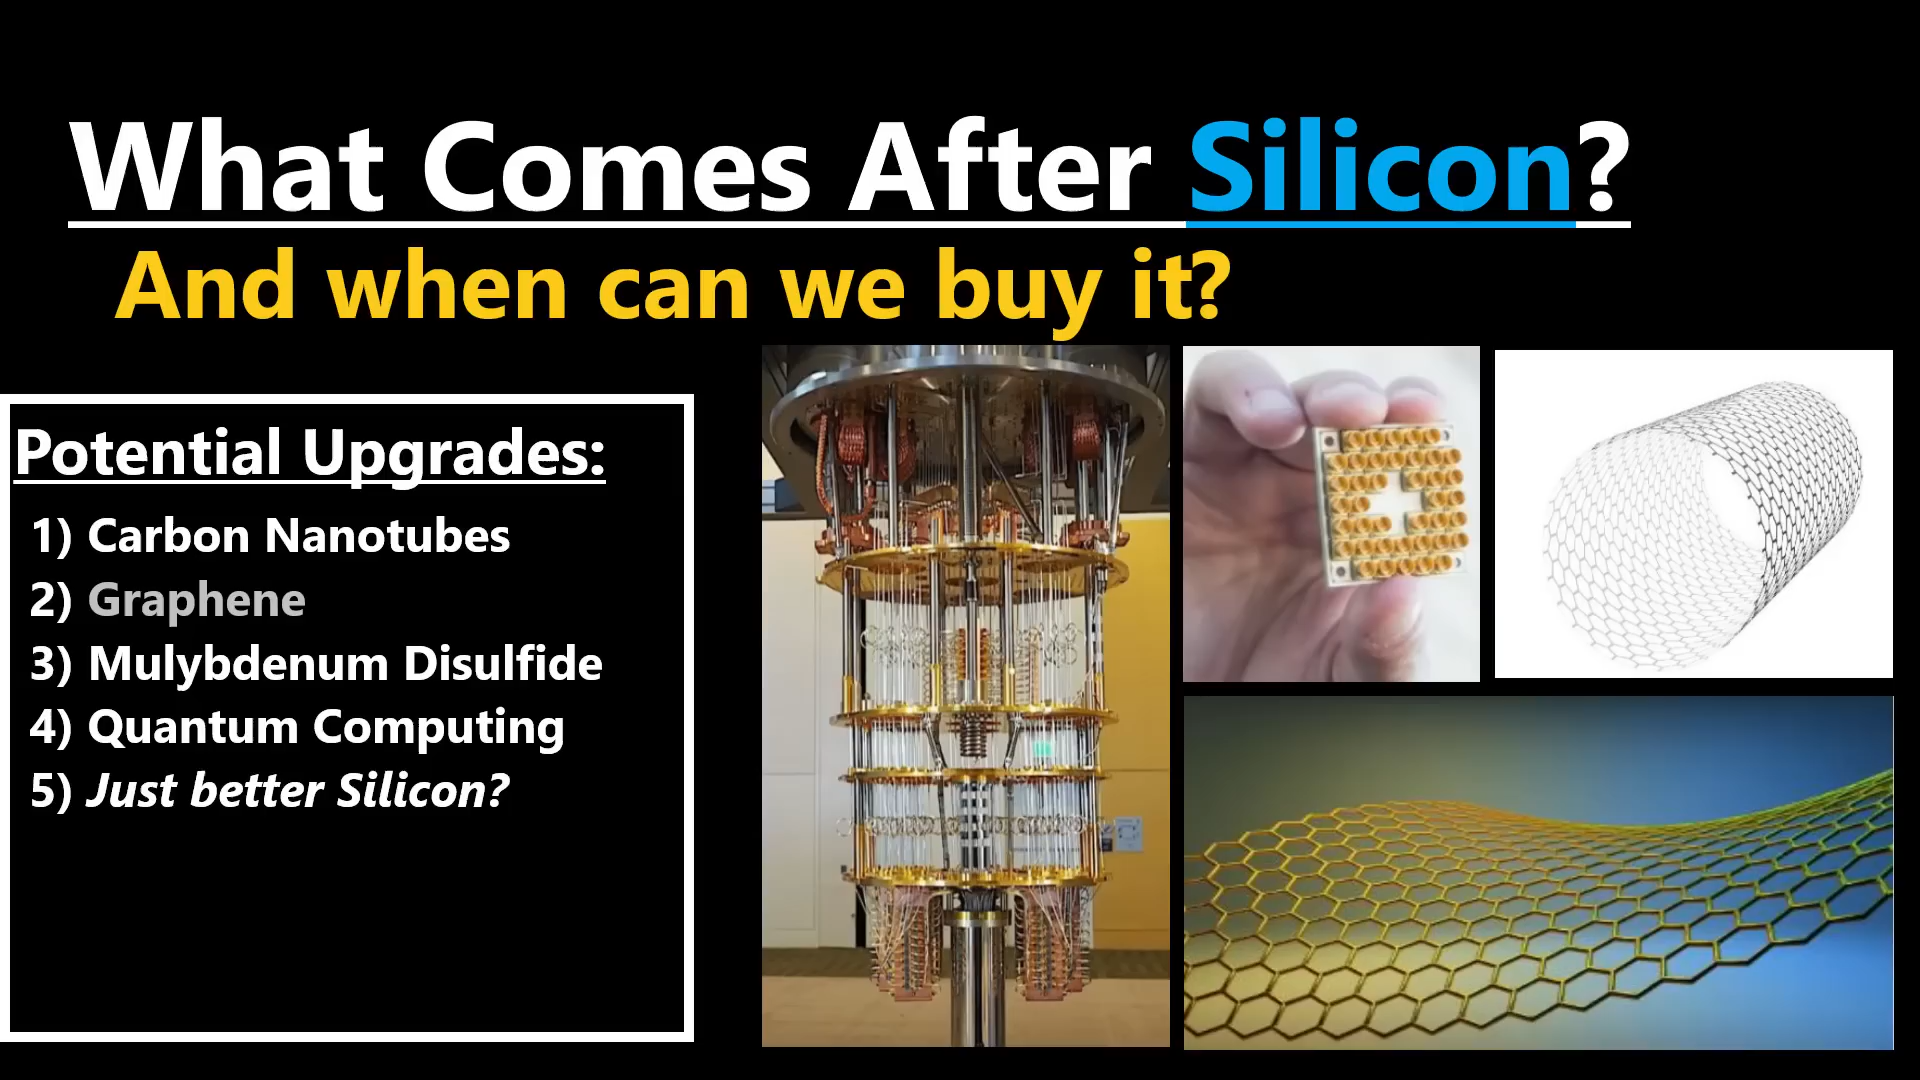 What Comes After Silicon?
And when can we buy it?
Potential Upgrades:
1) Carbon Nanotubes
2) Graphene
3) Mulybdenum Disulfide
4) Quantum Computing
5) Just better Silicon?